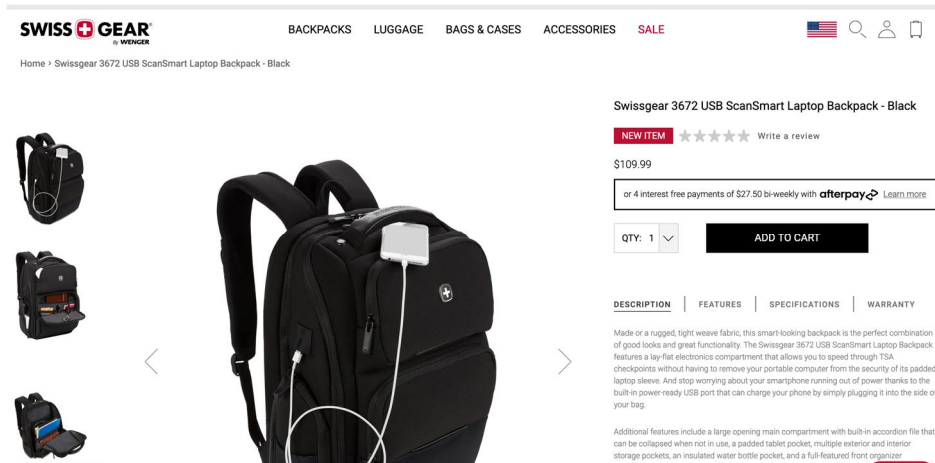 SWISS GEAR
by WENGER
BACKPACKS LUGGAGE BAGS & CASES ACCESSORIES SALE
Home > Swissgear 3672 USB ScanSmart Laptop Backpack - Black
Swissgear 3672 USB ScanSmart Laptop Backpack - Black
NEW ITEM Write a review
$109.99
or 4 interest free payments of $27.50 bi-weekly with afterpay Learn more
QTY: 1 ADD TO CART
DESCRIPTION FEATURES SPECIFICATIONS WARRANTY
Made or a rugged, tight weave fabric, this smart-looking backpack is the perfect combination
of good looks and great functionality. The Swissgear 3672 USB ScanSmart Laptop Backpack
features a lay-flat electronics compartment that allows you to speed through TSA
checkpoints without having to remove your portable computer from the security of its padded
laptop sleeve. And stop worrying about your smartphone running out of power thanks to the
built-in power-ready USB port that can charge your phone by simply plugging it into the side of
your bag.
Additional features include a large opening main compartment with built-in accordion file that
can be collapsed when not in use, a padded tablet pocket, multiple exterior and interior
storage pockets, an insulated water bottle pocket, and a full-featured front organizer